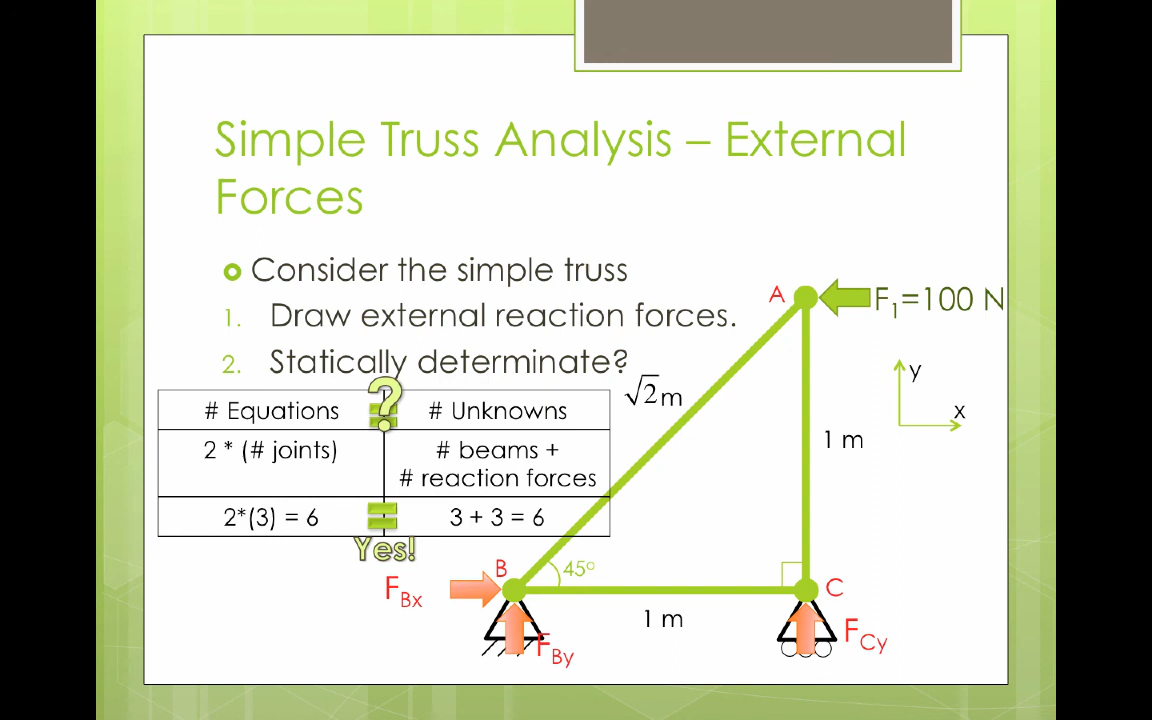 Simple Truss Analysis – External
Forces
Consider the simple truss
1. Draw external reaction forces.
2. Statically determinate?
# Equations ? # Unknowns
2 * (# joints) # beams +
# reaction forces
2*(3) = 6 = 3 + 3 = 6
Yes!
A
F₁=100 N
√2 m
y
x
1 m
B
45°
C
F_Bx
1 m
F_By
F_Cy